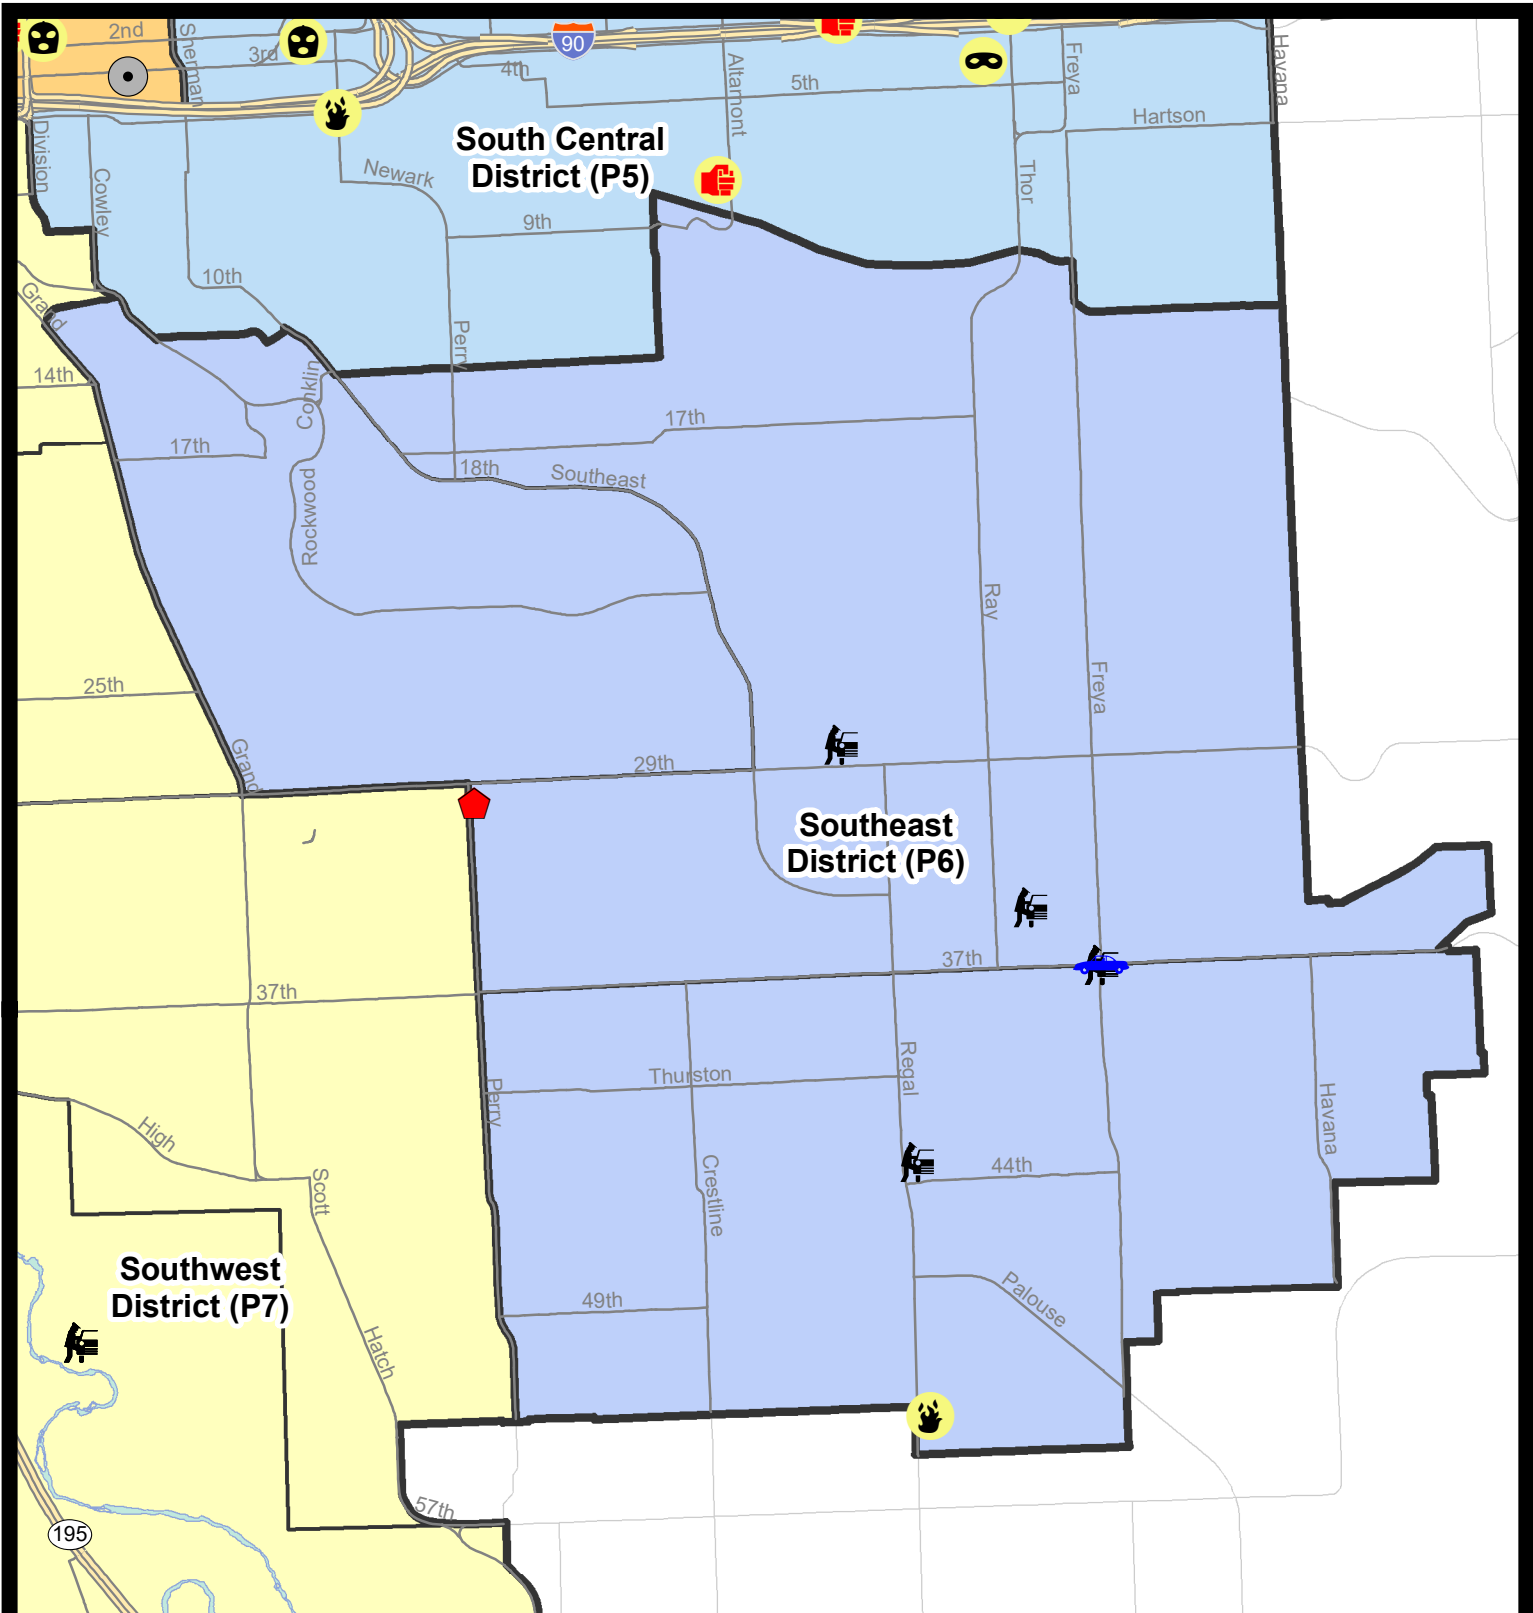 2nd
Sherman
3rd
90
4th
Altamont
5th
Freya
Havana
Hartson
Division
Cowley
South Central
District (P5)
Newark
Thor
9th
10th
Grand
Perry
14th
Conklin
17th
17th
18th
Southeast
Rockwood
Ray
Freya
25th
Grand
29th
Southeast
District (P6)
37th
37th
Regal
Thurston
Perry
Havana
High
Crestline
44th
Scott
Southwest
District (P7)
49th
Palouse
Hatch
57th
195